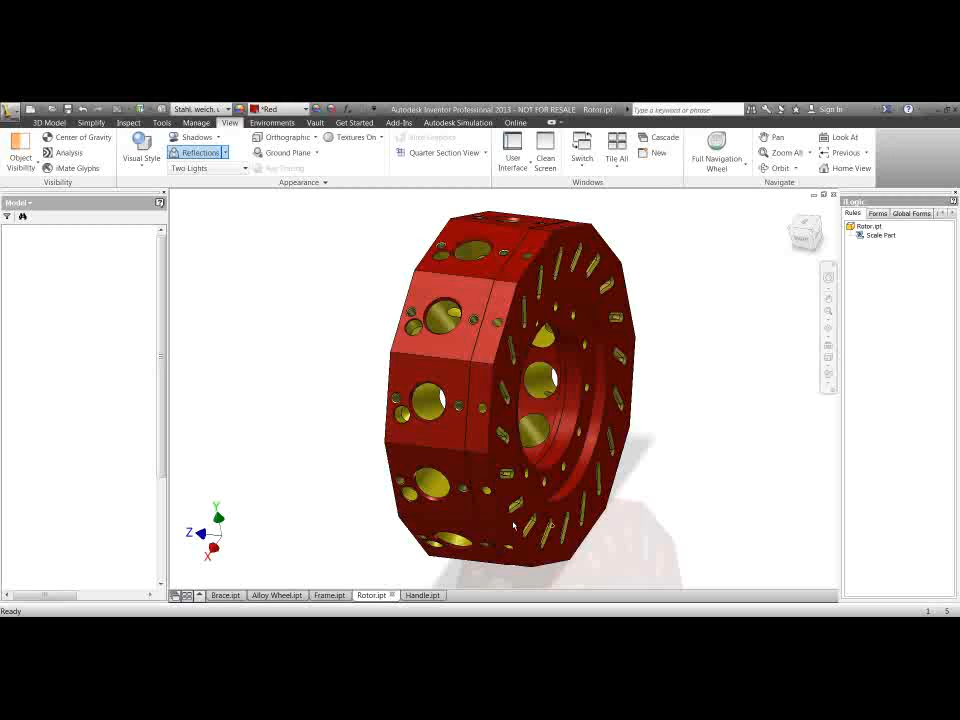 Stahl, weich, *Red Autodesk Inventor Professional 2013 - NOT FOR RESALE Rotor.ipt Type a keyword or phrase Sign In
3D Model Simplify Inspect Tools Manage View Environments Vault Get Started Add-Ins Autodesk Simulation Online
Object Visibility
Center of Gravity
Analysis
iMate Glyphs
Visibility
Visual Style
Shadows
Reflections
Two Lights
Orthographic
Ground Plane
Ray Tracing
Textures On
Slice Graphics
Quarter Section View
Appearance
User Interface
Clean Screen
Switch
Tile All
Cascade
New
Windows
Full Navigation Wheel
Pan
Zoom All
Orbit
Look At
Previous
Home View
Navigate
Model
iLogic
Rules Forms Global Forms
Rotor.ipt
Scale Part
Y
Z
X
Brace.ipt Alloy Wheel.ipt Frame.ipt Rotor.ipt Handle.ipt
Ready 1 5